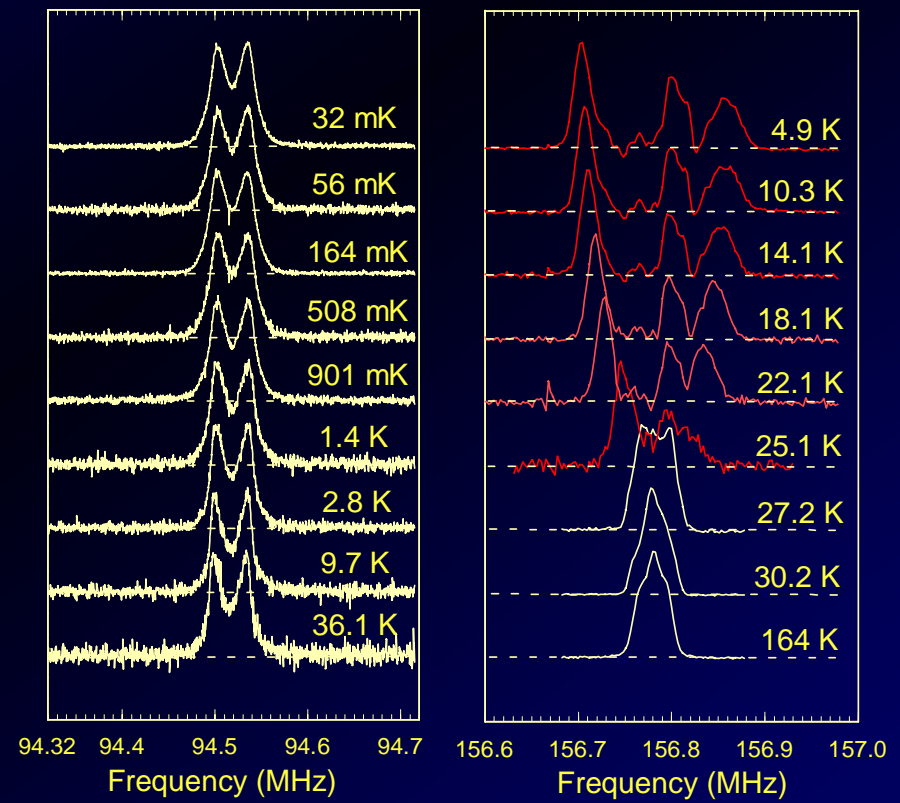 32 mK
56 mK
164 mK
508 mK
901 mK
1.4 K
2.8 K
9.7 K
36.1 K
94.32 94.4 94.5 94.6 94.7
Frequency (MHz)
4.9 K
10.3 K
14.1 K
18.1 K
22.1 K
25.1 K
27.2 K
30.2 K
164 K
156.6 156.7 156.8 156.9 157.0
Frequency (MHz)